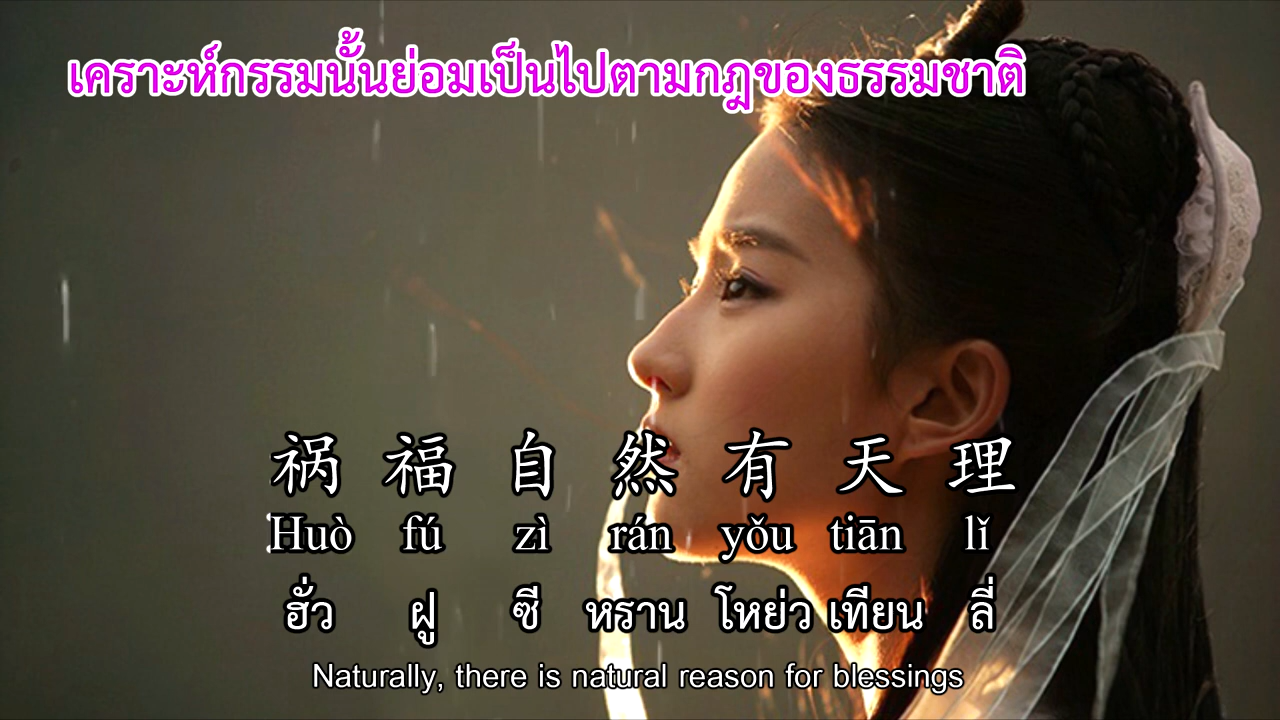 เคราะห์กรรมนั้นย่อมเป็นไปตามกฎของธรรมชาติ
祸 福 自 然 有 天 理
Huò fú zì rán yǒu tiān lǐ
ฮั่ว ฝู ซี หราน โหย่ว เทียน ลี่
Naturally, there is natural reason for blessings